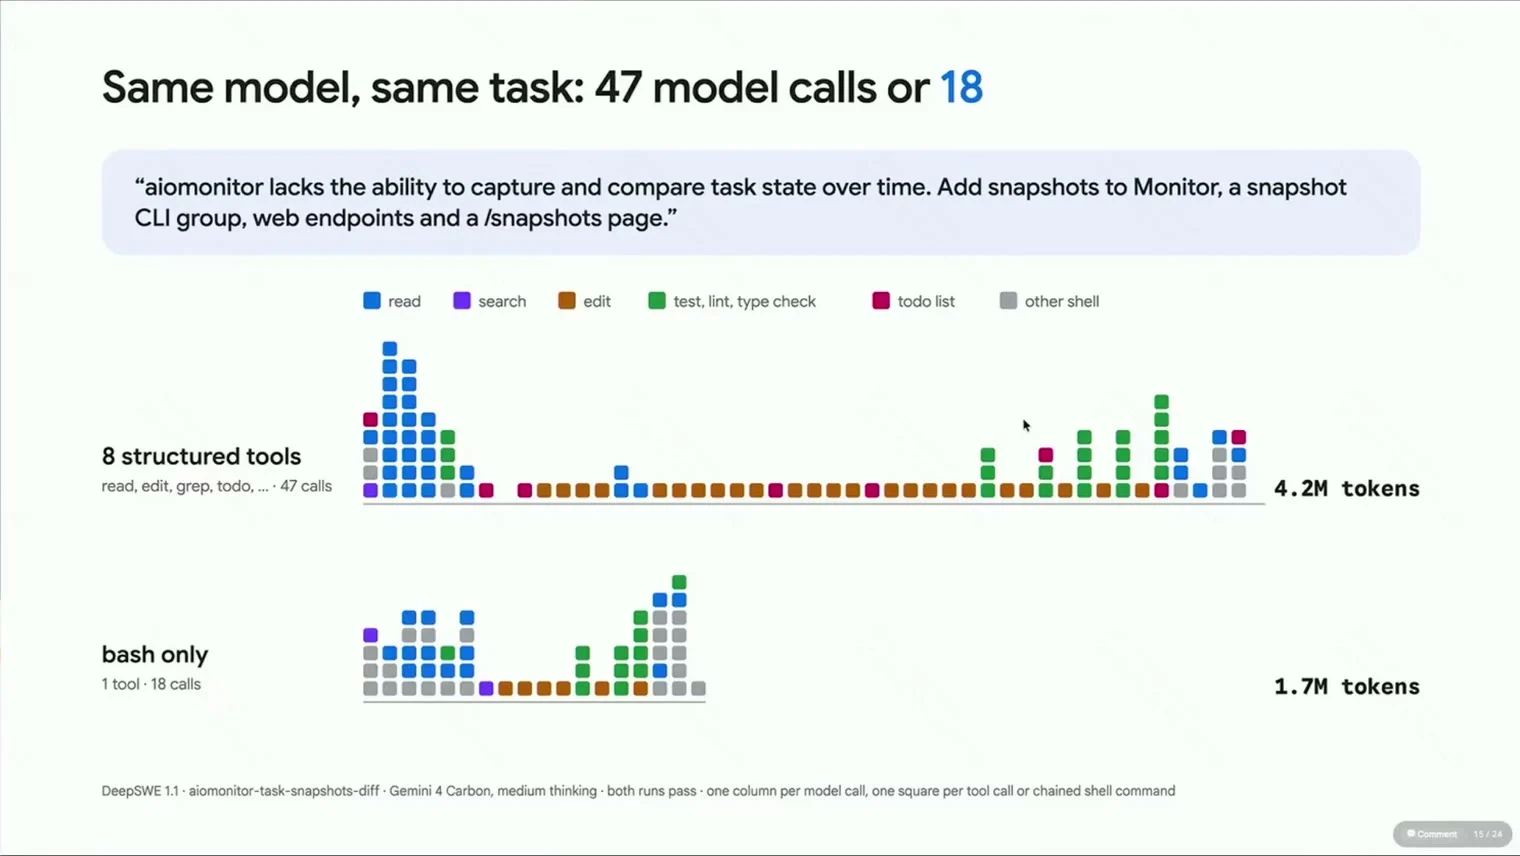 Same model, same task: 47 model calls or 18
“aiomonitor lacks the ability to capture and compare task state over time. Add snapshots to Monitor, a snapshot
CLI group, web endpoints and a /snapshots page.”
read search edit test, lint, type check todo list other shell
8 structured tools
read, edit, grep, todo, ... · 47 calls
4.2M tokens
bash only
1 tool · 18 calls
1.7M tokens
DeepSWE 1.1 · aiomonitor-task-snapshots-diff · Gemini 4 Carbon, medium thinking · both runs pass · one column per model call, one square per tool call or chained shell command
Comment 15 / 24